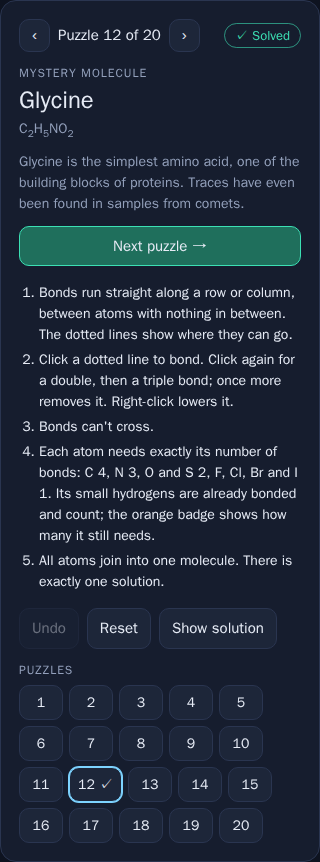 ‹ Puzzle 12 of 20 › ✓ Solved
MYSTERY MOLECULE
Glycine
C₂H₅NO₂
Glycine is the simplest amino acid, one of the
building blocks of proteins. Traces have even
been found in samples from comets.
Next puzzle →
1. Bonds run straight along a row or column,
between atoms with nothing in between.
The dotted lines show where they can go.
2. Click a dotted line to bond. Click again for
a double, then a triple bond; once more
removes it. Right-click lowers it.
3. Bonds can't cross.
4. Each atom needs exactly its number of
bonds: C 4, N 3, O and S 2, F, Cl, Br and I
1. Its small hydrogens are already bonded
and count; the orange badge shows how
many it still needs.
5. All atoms join into one molecule. There is
exactly one solution.
Undo Reset Show solution
PUZZLES
1 2 3 4 5
6 7 8 9 10
11 12 ✓ 13 14 15
16 17 18 19 20